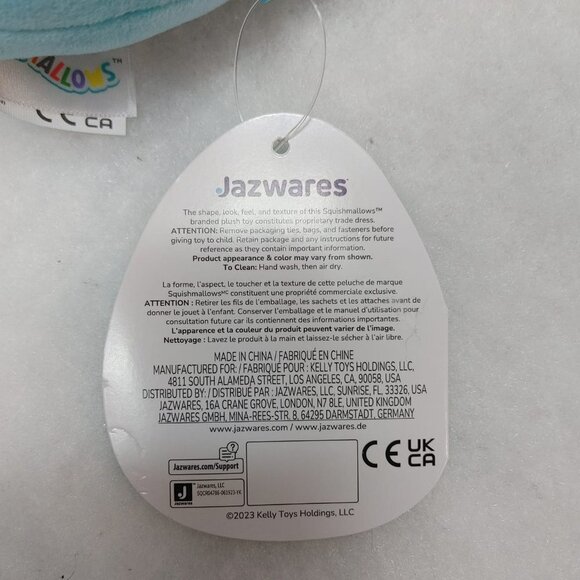 MALLOWS™
CE CA
Jazwares®
The shape, look, feel, and texture of this Squishmallows™
branded plush toy constitutes proprietary trade dress.
ATTENTION: Remove packaging ties, bags, and fasteners before
giving toy to child. Retain package and any instructions for future
reference as they contain important information.
Product appearance & color may vary from shown.
To Clean: Hand wash, then air dry.
La forme, l'aspect, le toucher et la texture de cette peluche de marque
Squishmallowsᴹᶜ constituent une propriété commerciale exclusive.
ATTENTION : Retirer les fils de l'emballage, les sachets et les attaches avant de
donner le jouet à l'enfant. Conserver l'emballage et le manuel d'utilisation pour
consultation future car ils contiennent des informations importantes.
L'apparence et la couleur du produit peuvent varier de l'image.
Nettoyage : Lavez le produit à la main et laissez-le sécher à l'air libre.
MADE IN CHINA / FABRIQUÉ EN CHINE
MANUFACTURED FOR: / FABRIQUÉ POUR : KELLY TOYS HOLDINGS, LLC,
4811 SOUTH ALAMEDA STREET, LOS ANGELES, CA, 90058, USA
DISTRIBUTED BY: / DISTRIBUÉ PAR : JAZWARES, LLC, SUNRISE, FL. 33326, USA
JAZWARES, 16A CRANE GROVE, LONDON, N7 8LE, UNITED KINGDOM
JAZWARES GMBH, MINA-REES-STR. 8, 64295 DARMSTADT, GERMANY
www.jazwares.com / www.jazwares.de
?
Jazwares.com/Support
J
Jazwares
Jazwares, LLC
CE UK
CA
©2023 Kelly Toys Holdings, LLC